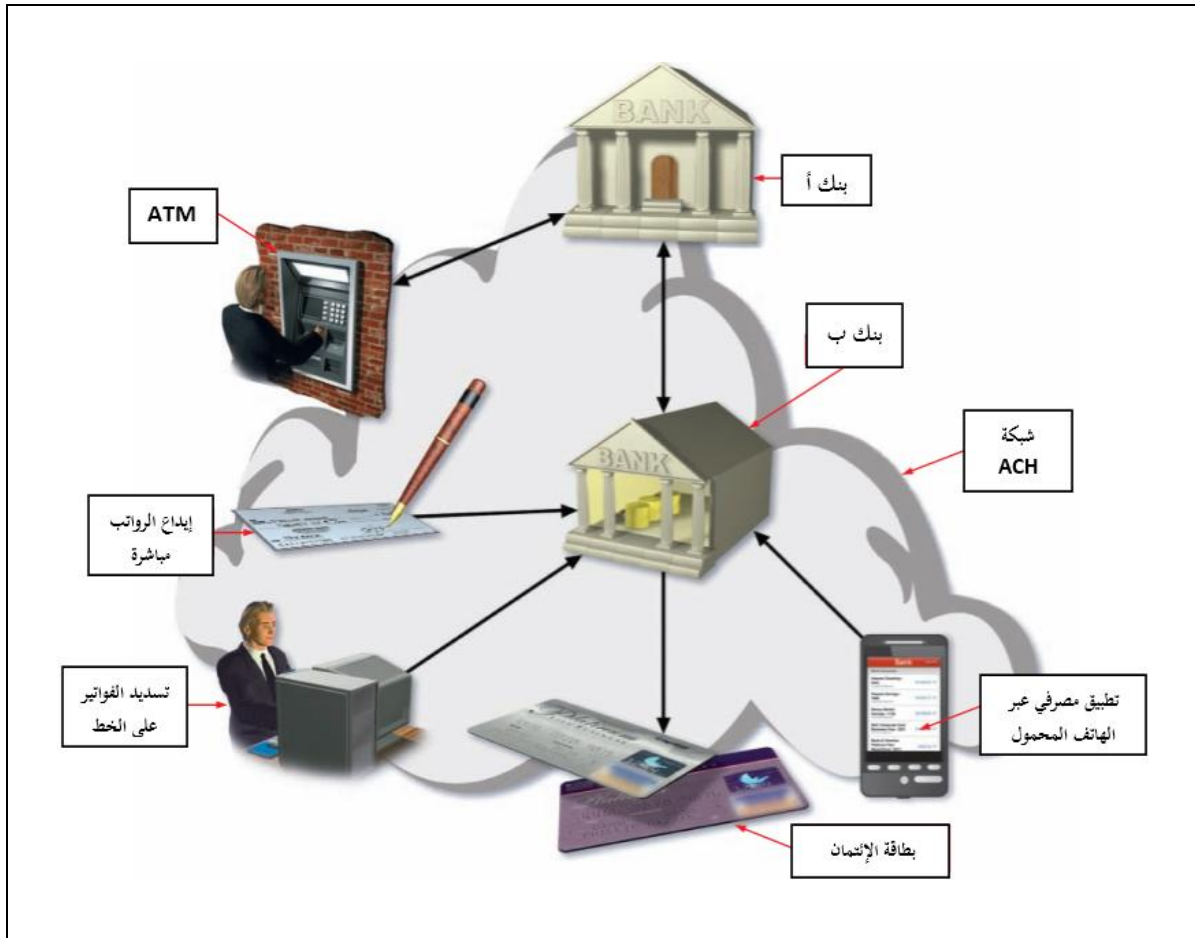 BANK
بنك أ
ATM
بنك ب
BANK
شبكة
ACH
إيداع الرواتب
مباشرة
تسديد الفواتير
على الخط
Bank
تطبيق مصرفي عبر
الهاتف المحمول
بطاقة الإئتمان